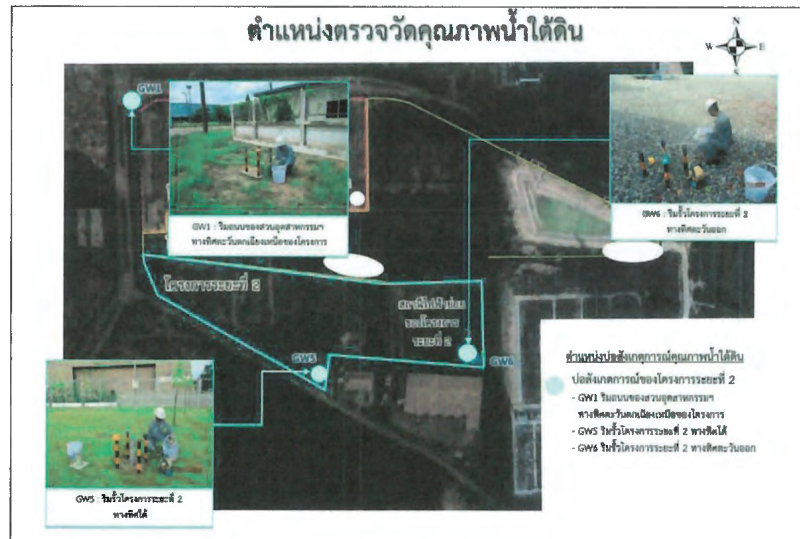 ตำแหน่งตรวจวัดคุณภาพน้ำใต้ดิน
N
W
E
S
GW1
GW1 : ริมถนนของสวนอุตสาหกรรมฯ
ทางทิศตะวันตกเฉียงเหนือของโครงการ
GW6 : ริมรั้วโครงการระยะที่ 2
ทางทิศตะวันออก
โครงการระยะที่ 2
สถานีไฟฟ้าย่อย
ของโครงการ
ระยะที่ 2
GW5
GW6
GW5 : ริมรั้วโครงการระยะที่ 2
ทางทิศใต้
ตำแหน่งบ่อสังเกตการณ์คุณภาพน้ำใต้ดิน
บ่อสังเกตการณ์ของโครงการระยะที่ 2
- GW1 ริมถนนของสวนอุตสาหกรรมฯ
ทางทิศตะวันตกเฉียงเหนือของโครงการ
- GW5 ริมรั้วโครงการระยะที่ 2 ทางทิศใต้
- GW6 ริมรั้วโครงการระยะที่ 2 ทางทิศตะวันออก